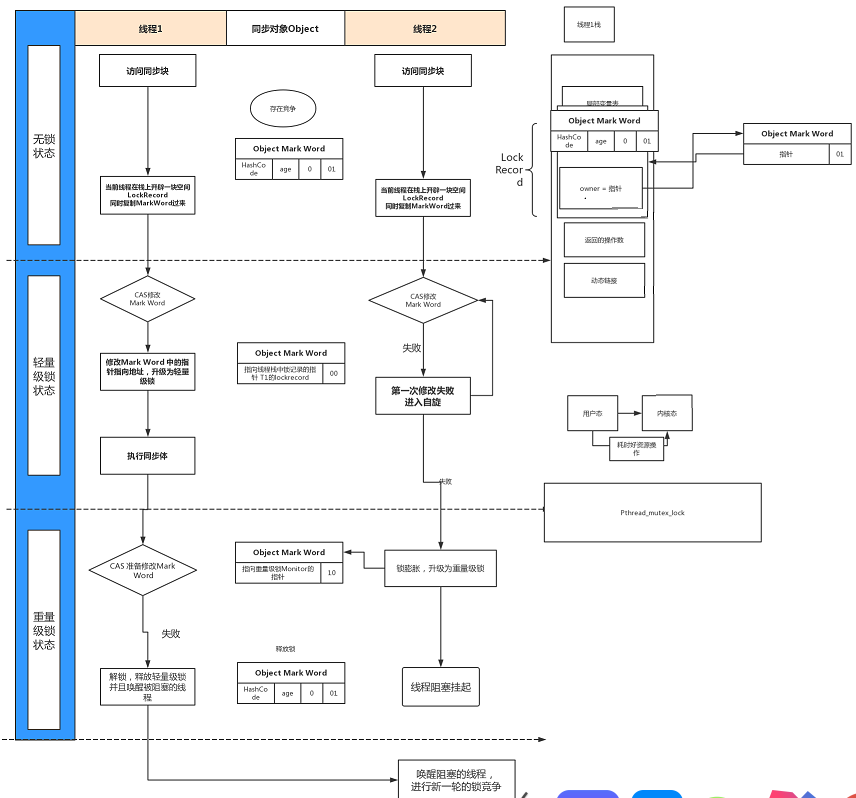 线程1
同步对象Object
线程2
线程1栈
访问同步块
访问同步块
存在竞争
局部变量表
无锁
状态
Object Mark Word
HashCo
de
age
0
01
Object Mark Word
HashCo
de
age
0
01
Object Mark Word
指针
01
Lock
Recor
d
owner = 指针
当前线程在栈上开辟一块空间
LockRecord
同时复制MarkWord过来
当前线程在栈上开辟一块空间
LockRecord
同时复制MarkWord过来
返回的操作数
动态链接
轻量
级锁
状态
CAS修改
Mark Word
CAS修改
Mark Word
失败
修改Mark Word 中的指
针指向地址，升级为轻量
级锁
Object Mark Word
指向线程栈中锁记录的指
针 T1的lockrecord
00
第一次修改失败
进入自旋
用户态
内核态
耗时好资源操
作
执行同步体
失败
Pthread_mutex_lock
重量
级锁
状态
CAS 准备修改Mark
Word
Object Mark Word
指向重量级锁Monitor的
指针
10
锁膨胀，升级为重量级锁
失败
释放锁
解锁，释放轻量级锁
并且唤醒被阻塞的线
程
Object Mark Word
HashCo
de
age
0
01
线程阻塞挂起
唤醒阻塞的线程，
进行新一轮的锁竞争